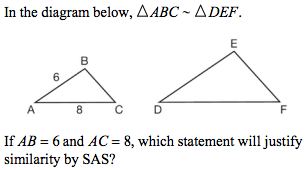 In the diagram below, △ABC ~ △DEF.
E
B
6
A 8 C D F
If AB = 6 and AC = 8, which statement will justify
similarity by SAS?